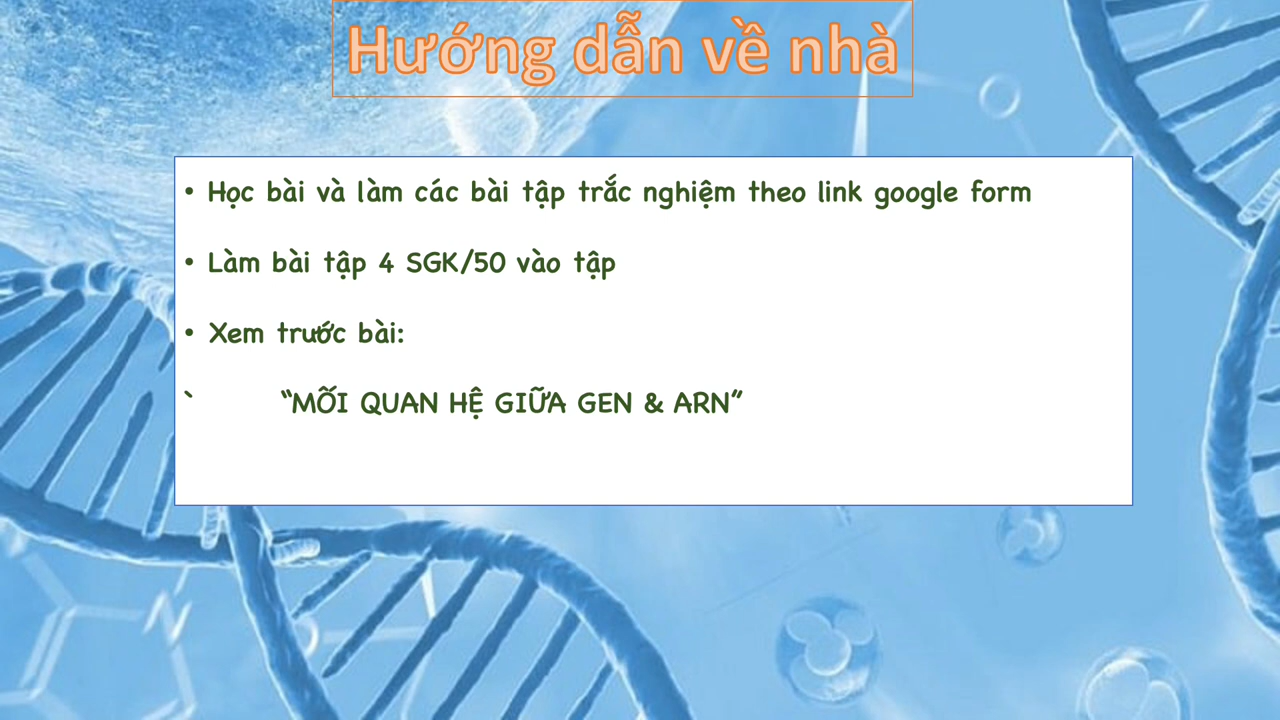 Hướng dẫn về nhà
• Học bài và làm các bài tập trắc nghiệm theo link google form
• Làm bài tập 4 SGK/50 vào tập
• Xem trước bài:
` “MỐI QUAN HỆ GIỮA GEN & ARN”